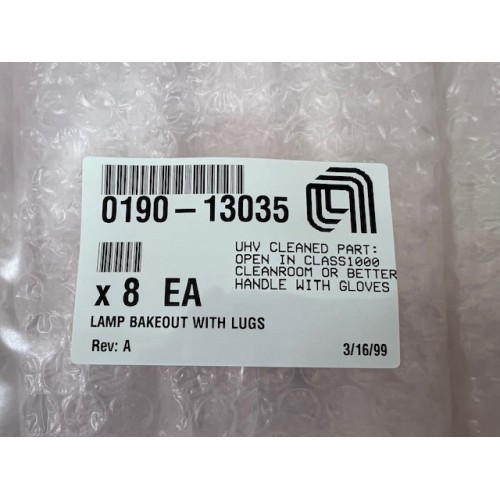 0190-13035
UHV CLEANED PART:
OPEN IN CLASS1000
CLEANROOM OR BETTER
HANDLE WITH GLOVES
x 8 EA
LAMP BAKEOUT WITH LUGS
Rev: A
3/16/99